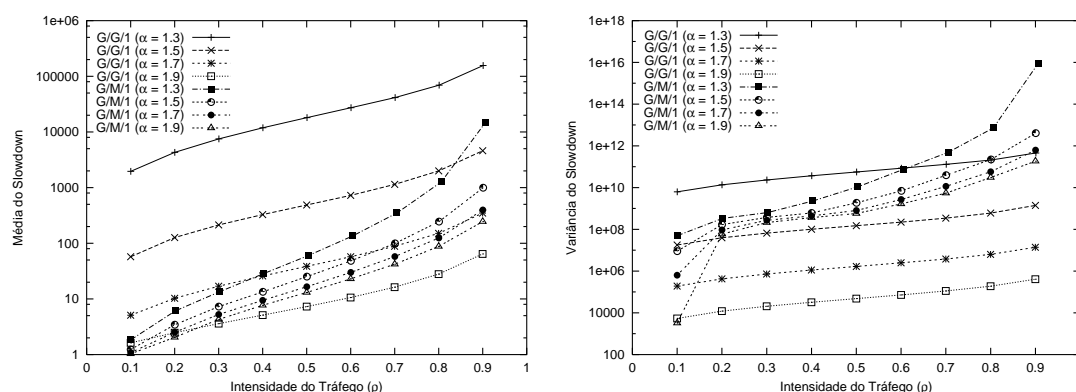 1e+06
100000
10000
1000
100
10
1
Média do Slowdown
G/G/1 (α = 1.3)
G/G/1 (α = 1.5)
G/G/1 (α = 1.7)
G/G/1 (α = 1.9)
G/M/1 (α = 1.3)
G/M/1 (α = 1.5)
G/M/1 (α = 1.7)
G/M/1 (α = 1.9)
0 0.1 0.2 0.3 0.4 0.5 0.6 0.7 0.8 0.9 1
Intensidade do Tráfego (ρ)
1e+18
1e+16
1e+14
1e+12
1e+10
1e+08
1e+06
10000
100
Variância do Slowdown
G/G/1 (α = 1.3)
G/G/1 (α = 1.5)
G/G/1 (α = 1.7)
G/G/1 (α = 1.9)
G/M/1 (α = 1.3)
G/M/1 (α = 1.5)
G/M/1 (α = 1.7)
G/M/1 (α = 1.9)
0 0.1 0.2 0.3 0.4 0.5 0.6 0.7 0.8 0.9
Intensidade do Tráfego (ρ)